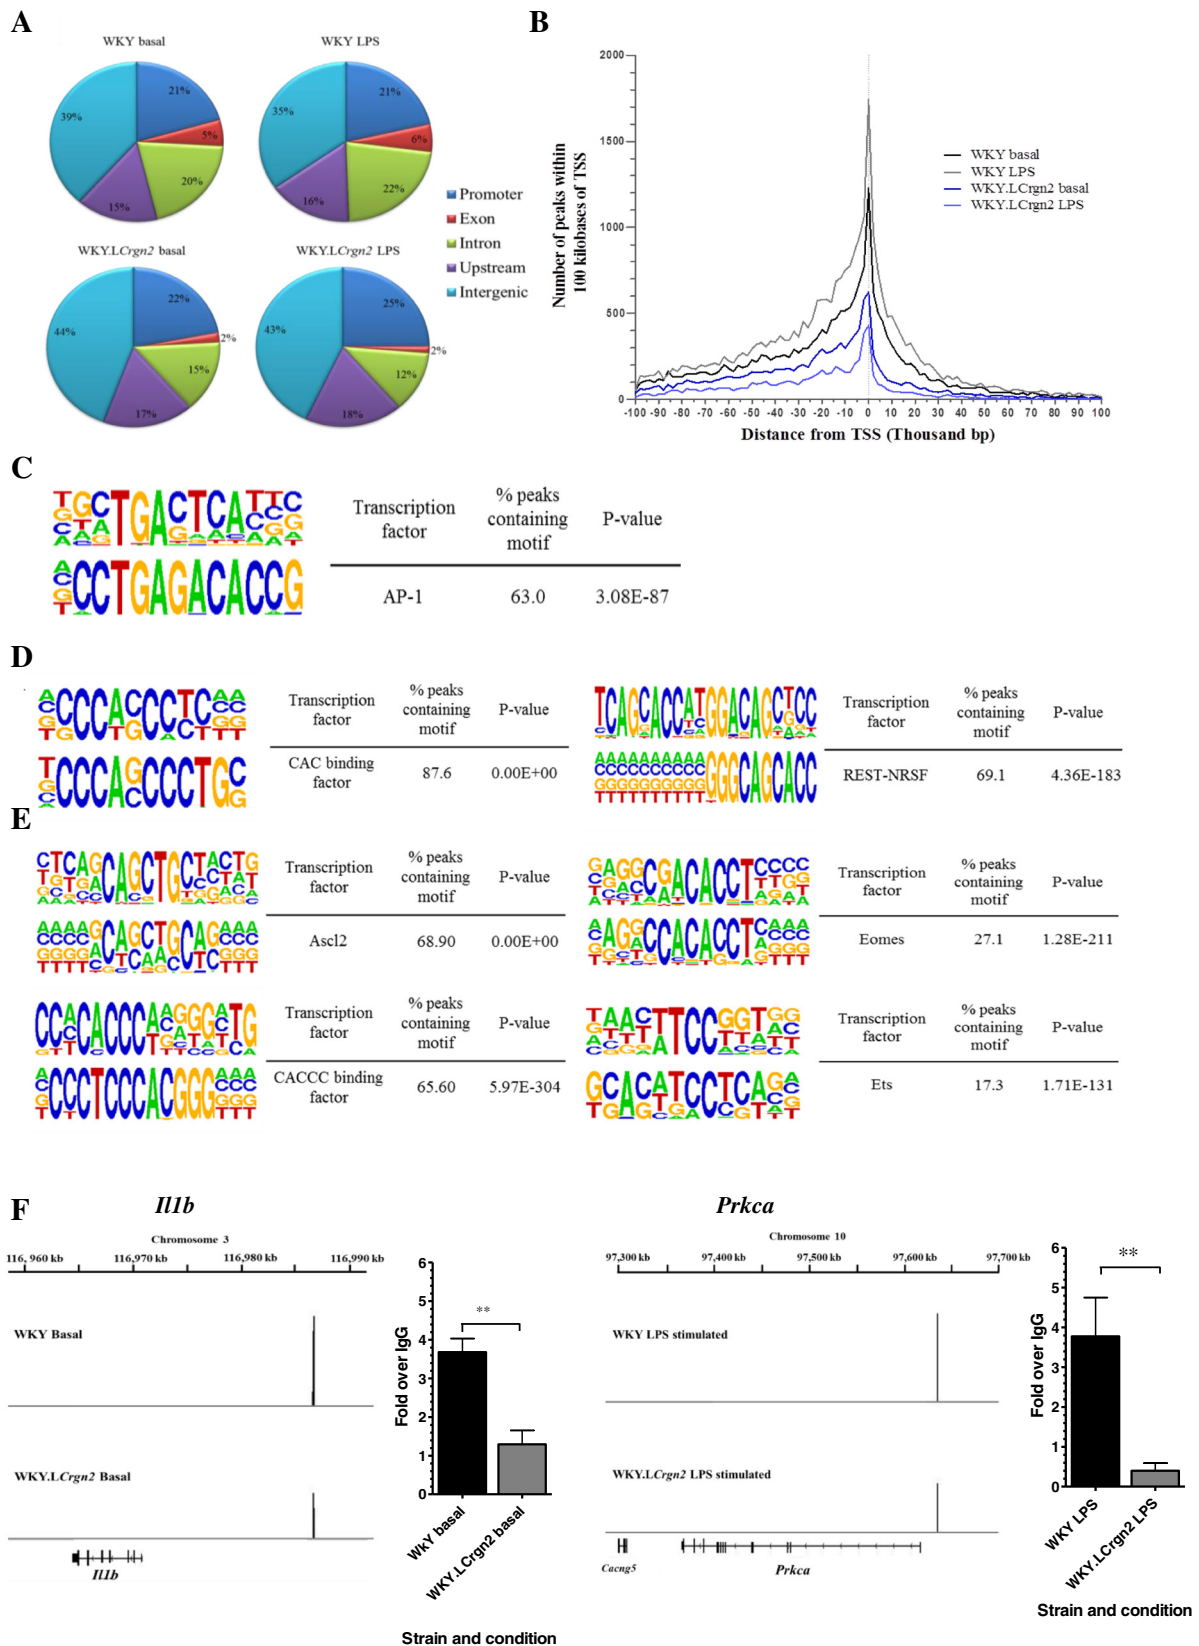 A
WKY basal
WKY LPS
21%
5%
20%
15%
39%
21%
6%
22%
16%
35%
WKY.LCrgn2 basal
WKY.LCrgn2 LPS
22%
2%
15%
17%
44%
25%
2%
12%
18%
43%
Promoter
Exon
Intron
Upstream
Intergenic
B
Number of peaks within
100 kilobases of TSS
2000
1500
1000
500
0
-100 -90 -80 -70 -60 -50 -40 -30 -20 -10 0 10 20 30 40 50 60 70 80 90 100
Distance from TSS (Thousand bp)
WKY basal
WKY LPS
WKY.LCrgn2 basal
WKY.LCrgn2 LPS
C
Transcription factor
% peaks containing motif
P-value
AP-1 63.0 3.08E-87
D
Transcription factor
% peaks containing motif
P-value
CAC binding factor
87.6 0.00E+00
Transcription factor
% peaks containing motif
P-value
REST-NRSF 69.1 4.36E-183
E
Transcription factor
% peaks containing motif
P-value
Ascl2 68.90 0.00E+00
Transcription factor
% peaks containing motif
P-value
Eomes 27.1 1.28E-211
Transcription factor
% peaks containing motif
P-value
CACCC binding factor
65.60 5.97E-304
Transcription factor
% peaks containing motif
P-value
Ets 17.3 1.71E-131
F
Il1b
Chromosome 3
116,960 kb 116,970 kb 116,980 kb 116,990 kb
WKY Basal
WKY.LCrgn2 Basal
Il1b
Fold over IgG
6
5
4
3
2
1
0
**
WKY basal
WKY.LCrgn2 basal
Strain and condition
Prkca
Chromosome 10
97,300 kb 97,400 kb 97,500 kb 97,600 kb 97,700 kb
WKY LPS stimulated
WKY.LCrgn2 LPS stimulated
Cacng5
Prkca
Fold over IgG
6
5
4
3
2
1
0
**
WKY LPS
WKY.LCrgn2 LPS
Strain and condition